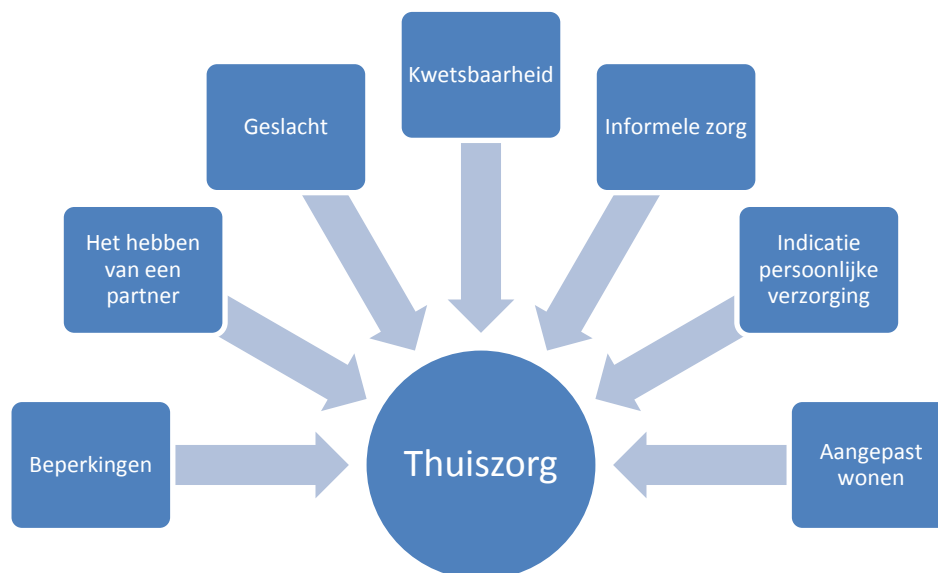 Kwetsbaarheid
Geslacht
Informele zorg
Het hebben
van een
partner
Indicatie
persoonlijke
verzorging
Beperkingen
Thuiszorg
Aangepast
wonen